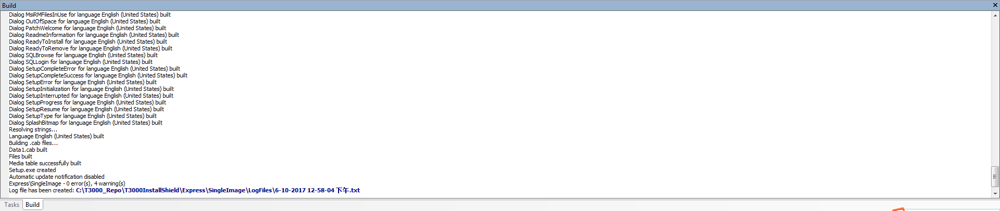 Build
Dialog MsiRMFilesInUse for language English (United States) built
Dialog OutOfSpace for language English (United States) built
Dialog PatchWelcome for language English (United States) built
Dialog ReadmeInformation for language English (United States) built
Dialog ReadyToInstall for language English (United States) built
Dialog ReadyToRemove for language English (United States) built
Dialog SQLBrowse for language English (United States) built
Dialog SQLLogin for language English (United States) built
Dialog SetupCompleteError for language English (United States) built
Dialog SetupCompleteSuccess for language English (United States) built
Dialog SetupError for language English (United States) built
Dialog SetupInitialization for language English (United States) built
Dialog SetupInterrupted for language English (United States) built
Dialog SetupProgress for language English (United States) built
Dialog SetupResume for language English (United States) built
Dialog SetupType for language English (United States) built
Dialog SplashBitmap for language English (United States) built
Resolving strings...
Language English (United States) built
Building .cab files...
Data1.cab built
Files built
Media table successfully built
Setup.exe created
Automatic update notification disabled
Express\SingleImage - 0 error(s), 4 warning(s)
Log file has been created: C:\T3000_Repo\T3000InstallShield\Express\SingleImage\LogFiles\6-10-2017 12-58-04 下午.txt
Tasks Build